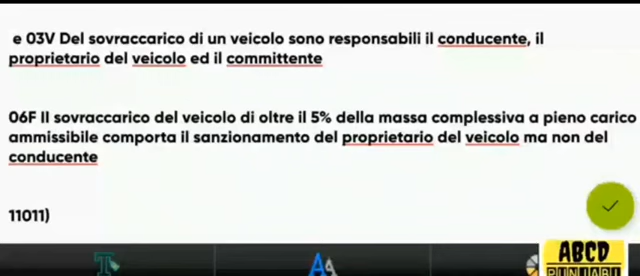 e 03V Del sovraccarico di un veicolo sono responsabili il conducente, il
proprietario del veicolo ed il committente
06F Il sovraccarico del veicolo di oltre il 5% della massa complessiva a pieno carico
ammissibile comporta il sanzionamento del proprietario del veicolo ma non del
conducente
11011)
ABCD
PUNJABI